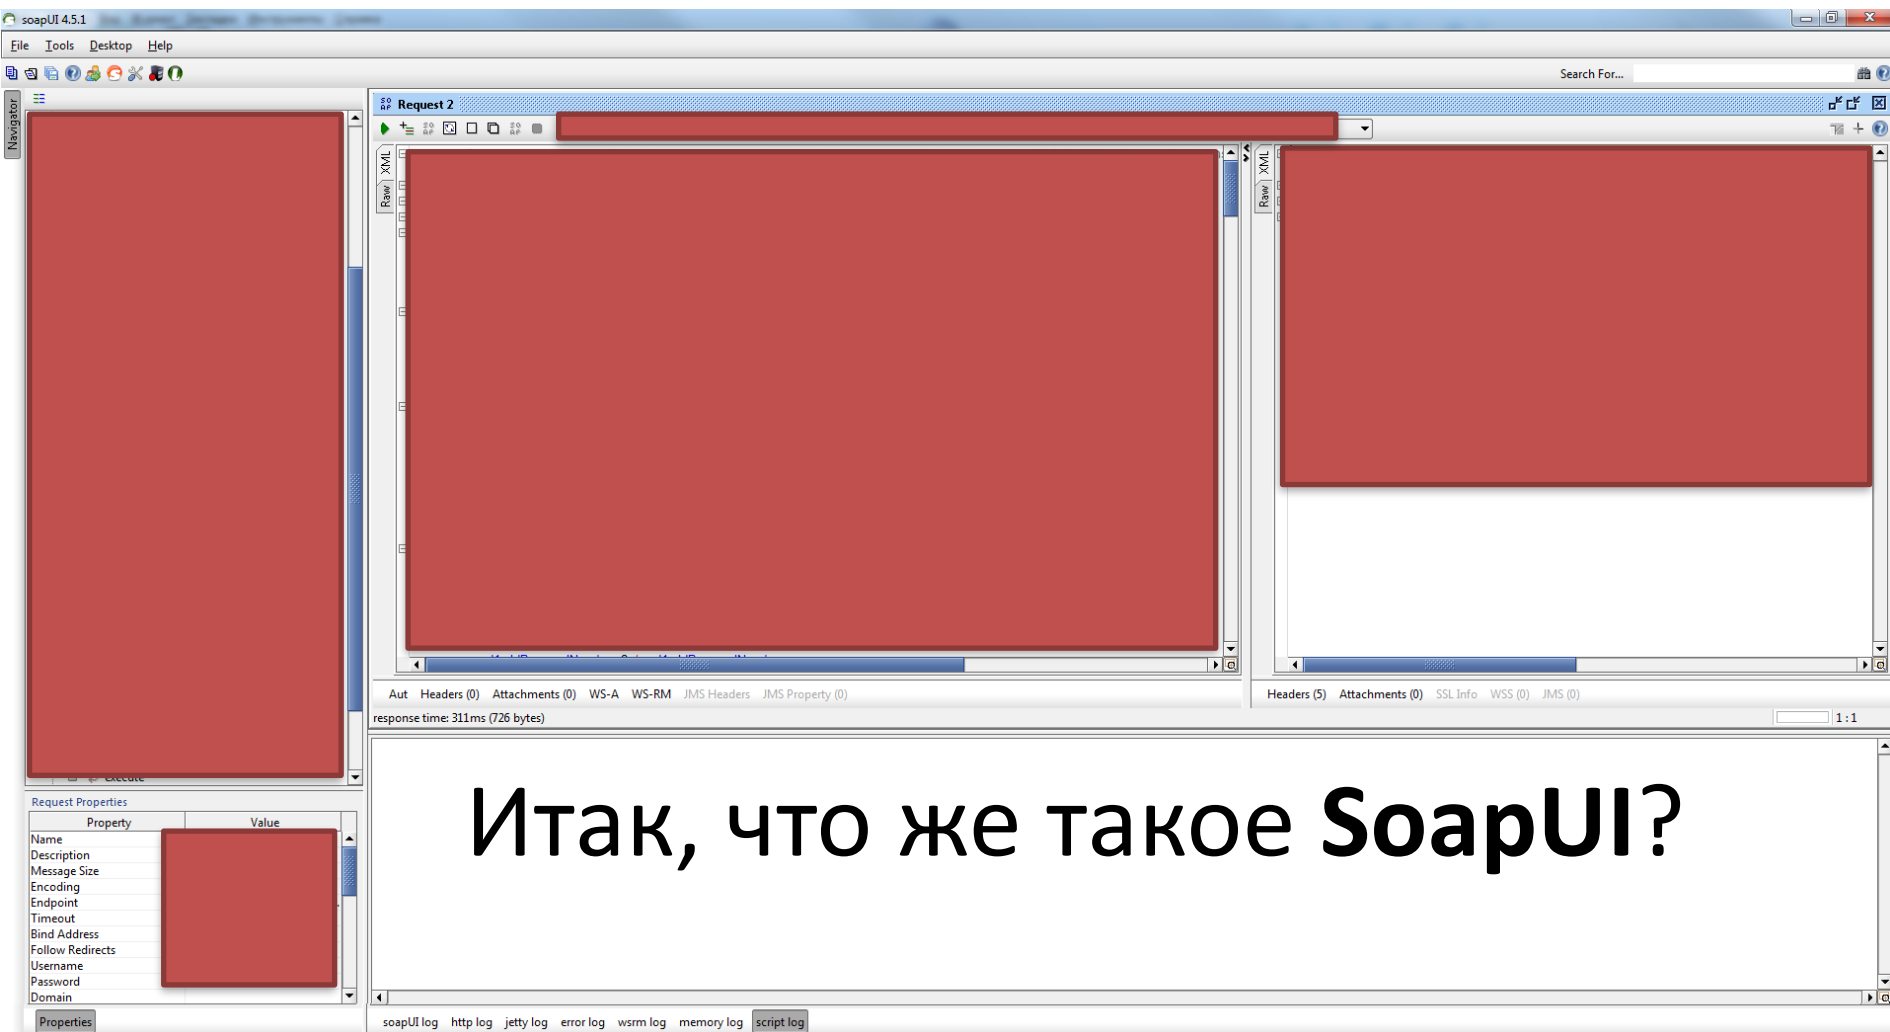 soapUI 4.5.1
File Tools Desktop Help
Search For...
Navigator
Request 2
XML
Raw
XML
Raw
execute
Aut Headers (0) Attachments (0) WS-A WS-RM JMS Headers JMS Property (0)
Headers (5) Attachments (0) SSL Info WSS (0) JMS (0)
response time: 311ms (726 bytes)
1 : 1
Request Properties
Property Value
Name
Description
Message Size
Encoding
Endpoint
Timeout
Bind Address
Follow Redirects
Username
Password
Domain
Properties
Итак, что же такое SoapUI?
soapUI log http log jetty log error log wsrm log memory log script log